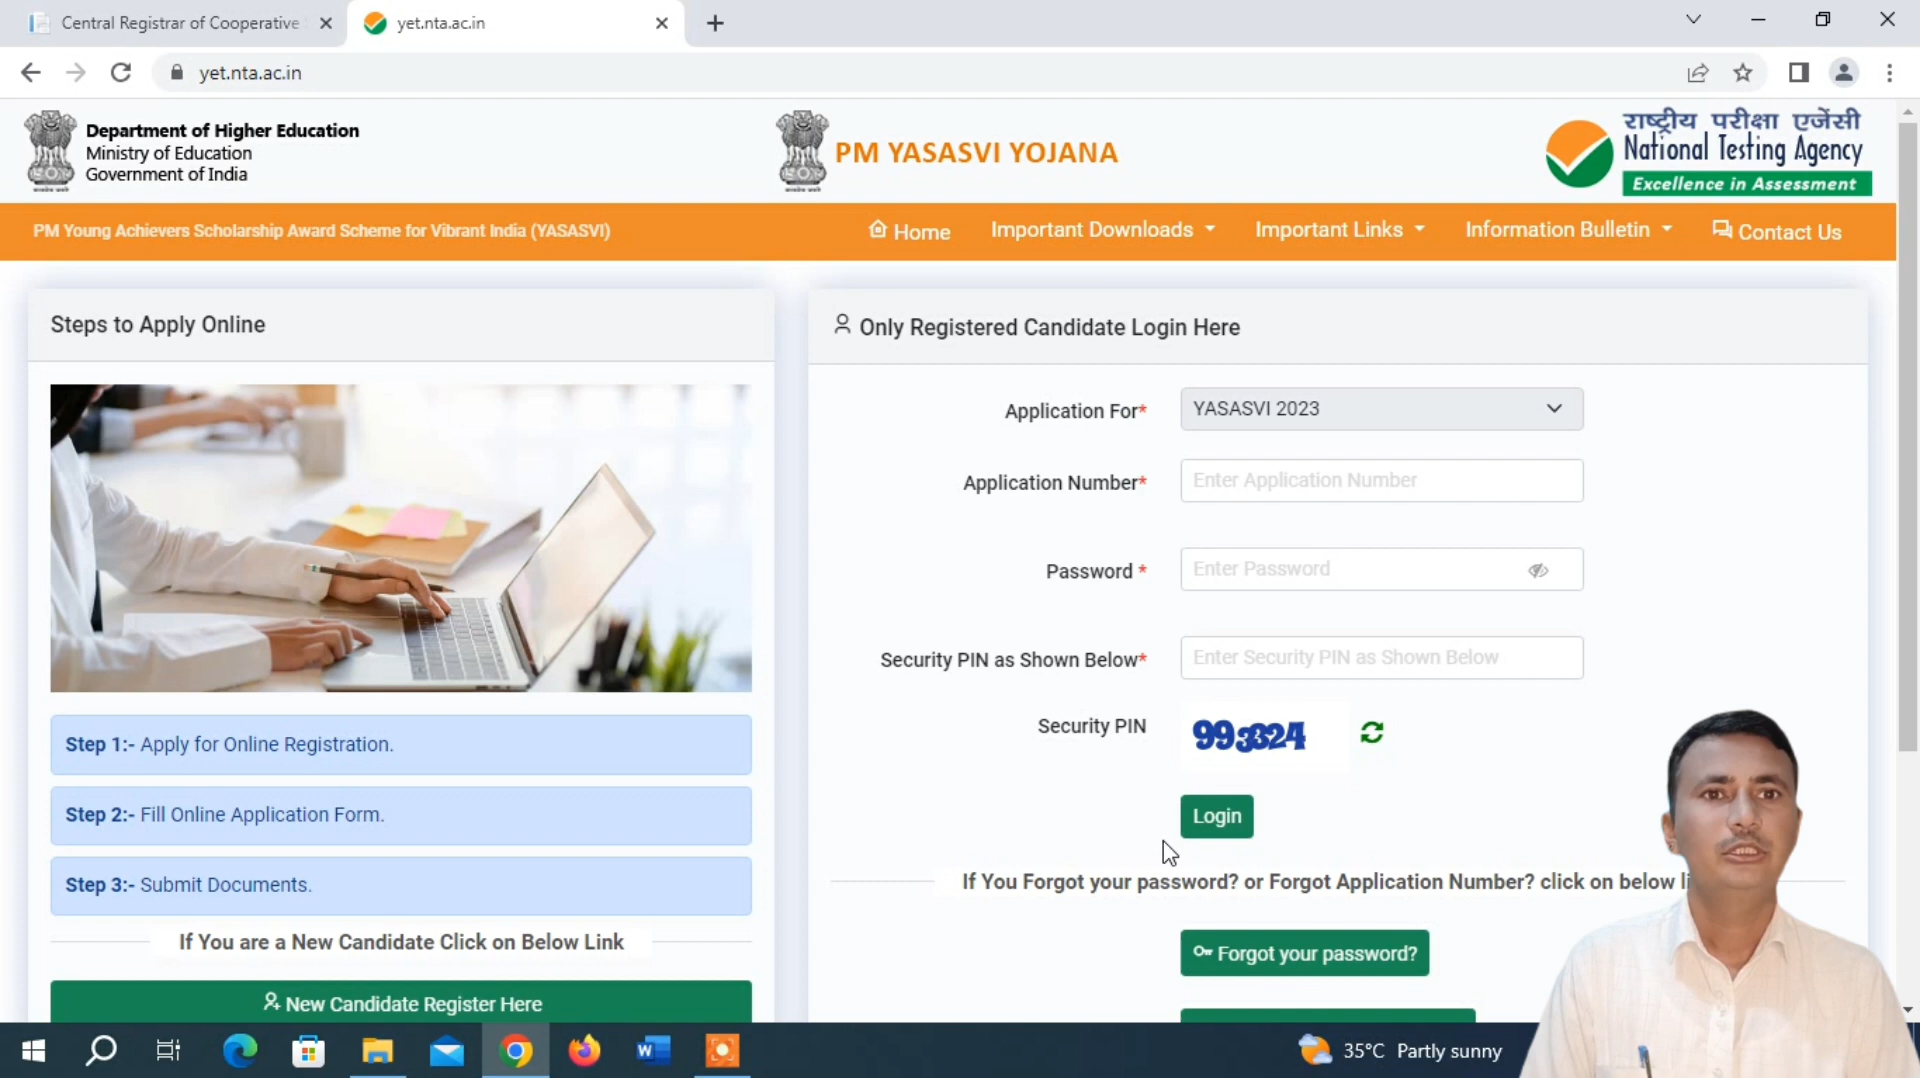 Central Registrar of Cooperative
yet.nta.ac.in
yet.nta.ac.in
Department of Higher Education
Ministry of Education
Government of India
PM YASASVI YOJANA
राष्ट्रीय परीक्षा एजेंसी
National Testing Agency
Excellence in Assessment
PM Young Achievers Scholarship Award Scheme for Vibrant India (YASASVI)
Home
Important Downloads
Important Links
Information Bulletin
Contact Us
Steps to Apply Online
Step 1:- Apply for Online Registration.
Step 2:- Fill Online Application Form.
Step 3:- Submit Documents.
If You are a New Candidate Click on Below Link
New Candidate Register Here
Only Registered Candidate Login Here
Application For*
YASASVI 2023
Application Number*
Enter Application Number
Password *
Enter Password
Security PIN as Shown Below*
Enter Security PIN as Shown Below
Security PIN
993324
Login
If You Forgot your password? or Forgot Application Number? click on below li
Forgot your password?
35°C Partly sunny